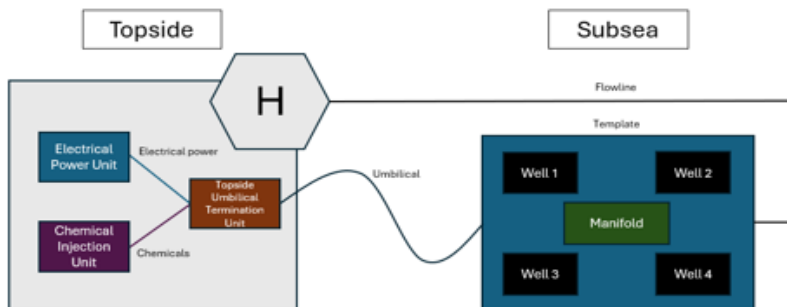 Topside
Subsea
H
Flowline
Template
Electrical
Power Unit
Electrical power
Well 1
Well 2
Umbilical
Topside
Umbilical
Termination
Unit
Manifold
Chemical
Injection
Unit
Chemicals
Well 3
Well 4